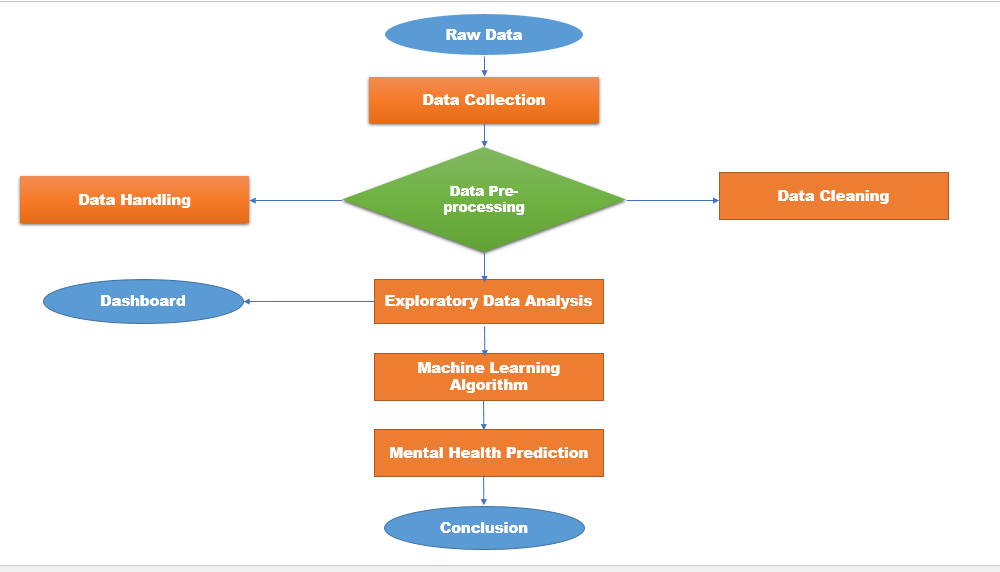 Raw Data
Data Collection
Data Pre-
processing
Data Handling
Data Cleaning
Dashboard
Exploratory Data Analysis
Machine Learning
Algorithm
Mental Health Prediction
Conclusion